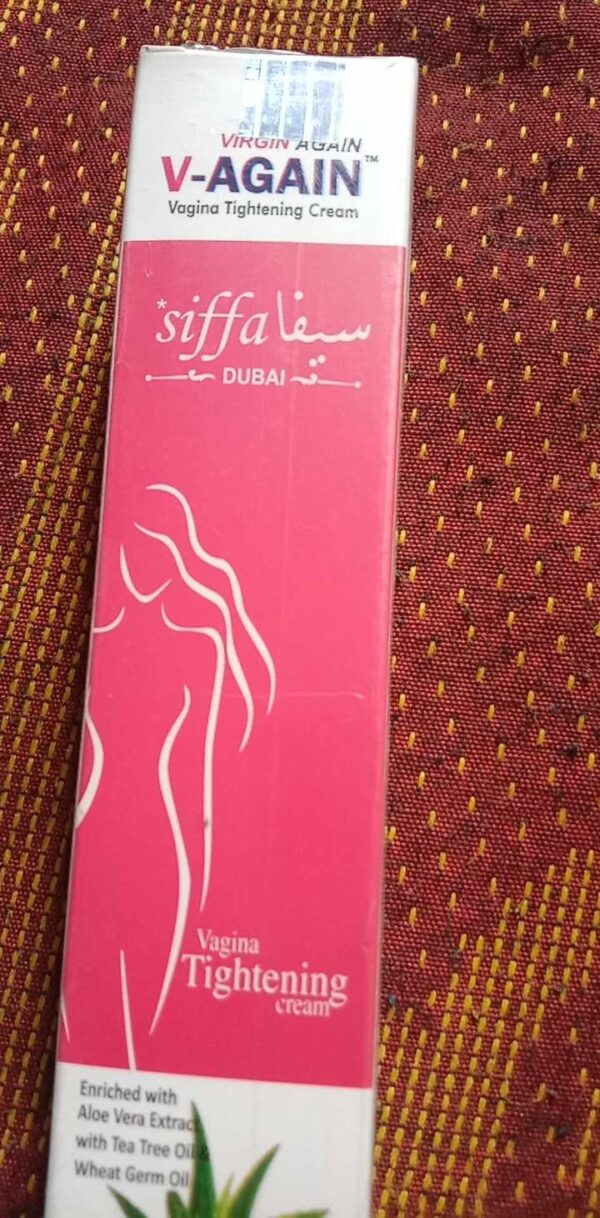 VIRGIN AGAIN
V-AGAIN™
Vagina Tightening Cream
*siffa سيفا
DUBAI
Vagina
Tightening
cream
Enriched with
Aloe Vera Extract
with Tea Tree Oil &
Wheat Germ Oil